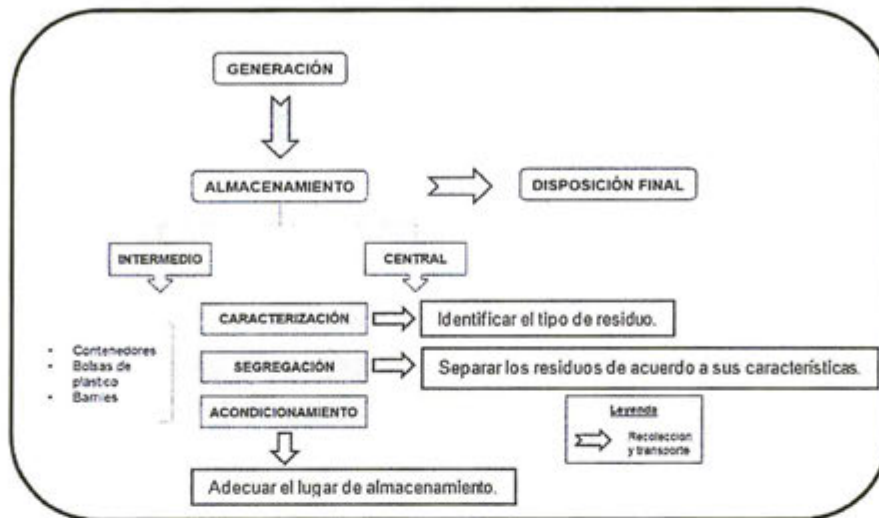 GENERACIÓN
ALMACENAMIENTO
DISPOSICIÓN FINAL
INTERMEDIO
CENTRAL
CARACTERIZACIÓN
Identificar el tipo de residuo.
• Contenedores
• Bolsas de
plástico
• Barriles
SEGREGACIÓN
Separar los residuos de acuerdo a sus características.
ACONDICIONAMIENTO
Leyenda
Recoleccion
y transporte
Adecuar el lugar de almacenamiento.